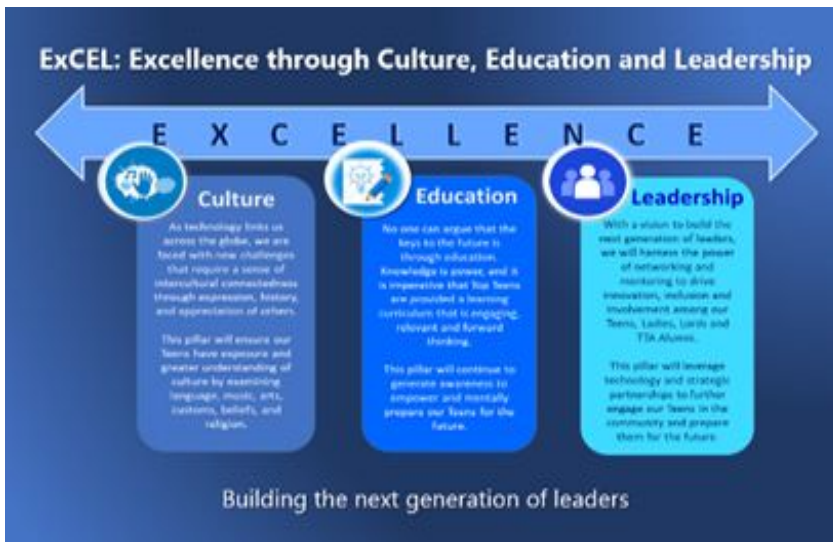 ExCEL: Excellence through Culture, Education and Leadership
E X C E L L E N C E
Culture
As technology links us
across the globe, we are
faced with new challenges
that require a sense of
intercultural connectedness
through expression, history,
and appreciation of others.
This pillar will ensure our
Teens have exposure and
greater understanding of
culture by examining
language, music, arts,
customs, beliefs, and
religion.
Education
No one can argue that the
keys to the future is
through education.
Knowledge is power, and it
is imperative that Top Teens
are provided a learning
curriculum that is engaging,
relevant and forward
thinking.
This pillar will continue to
generate awareness to
empower and mentally
prepare our Teens for the
future.
Leadership
With a vision to build the
next generation of leaders,
we will harness the power
of networking and
mentoring to drive
innovation, inclusion and
involvement among our
Teens, Ladies, Lords and
TTA Alumni.
This pillar will leverage
technology and strategic
partnerships to further
engage our Teens in the
community and prepare
them for the future.
Building the next generation of leaders